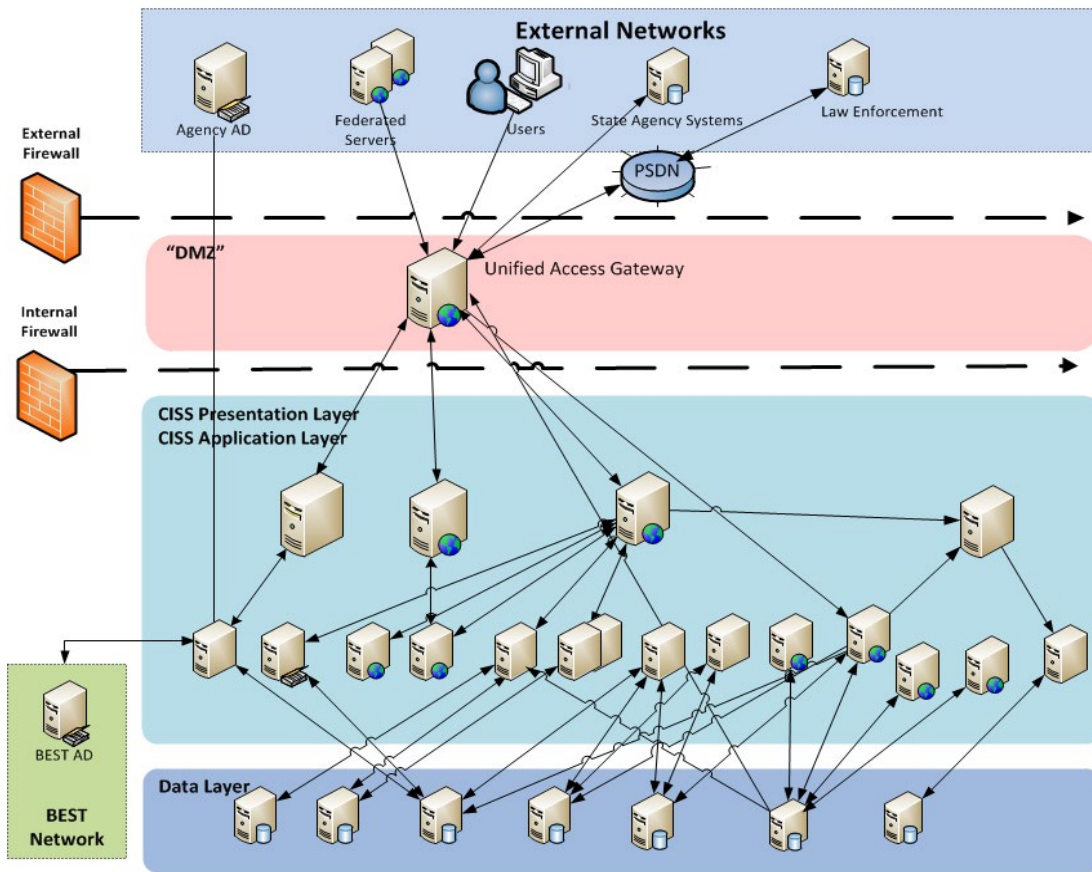 External Networks
Agency AD
Federated
Servers
Users
State Agency Systems
Law Enforcement
External
Firewall
PSDN
“DMZ”
Unified Access Gateway
Internal
Firewall
CISS Presentation Layer
CISS Application Layer
BEST AD
BEST
Network
Data Layer